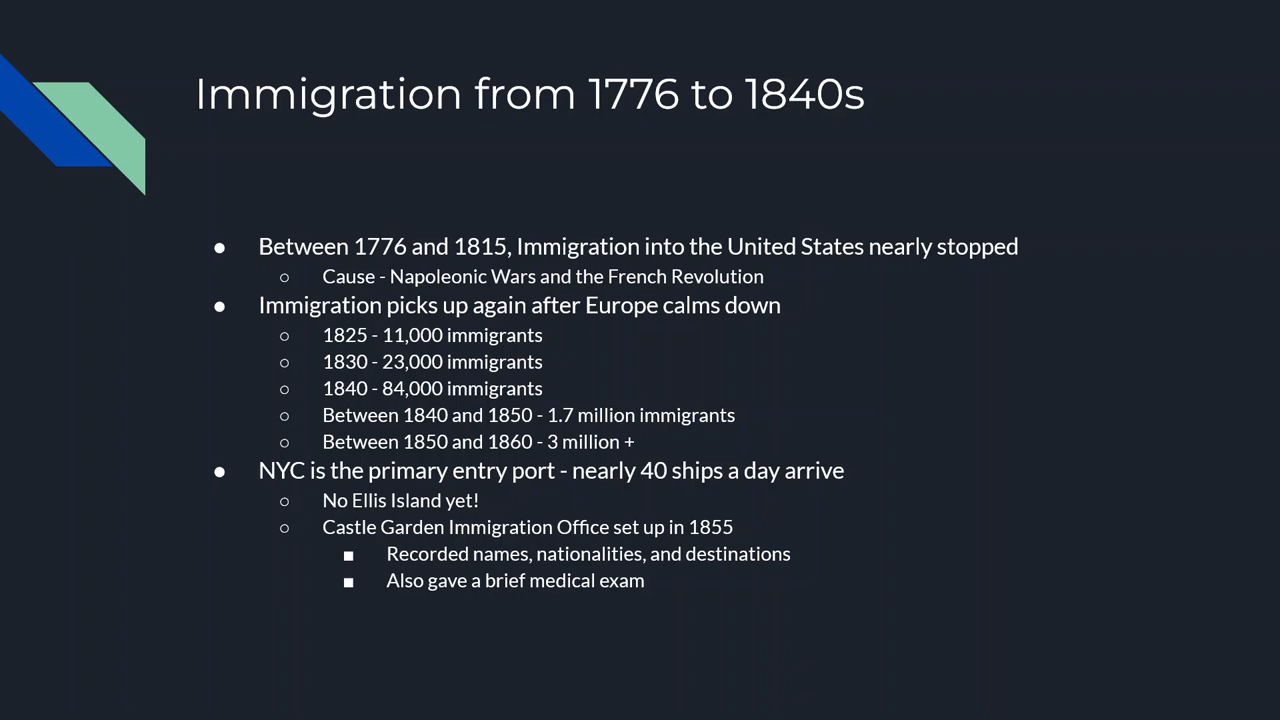 Immigration from 1776 to 1840s
● Between 1776 and 1815, Immigration into the United States nearly stopped
○ Cause - Napoleonic Wars and the French Revolution
● Immigration picks up again after Europe calms down
○ 1825 - 11,000 immigrants
○ 1830 - 23,000 immigrants
○ 1840 - 84,000 immigrants
○ Between 1840 and 1850 - 1.7 million immigrants
○ Between 1850 and 1860 - 3 million +
● NYC is the primary entry port - nearly 40 ships a day arrive
○ No Ellis Island yet!
○ Castle Garden Immigration Office set up in 1855
■ Recorded names, nationalities, and destinations
■ Also gave a brief medical exam